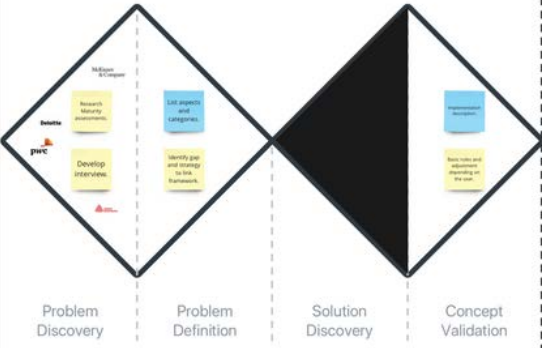 McKinsey
& Company
Research
Maturity
assessments.
List aspects
and
categories.
Implementation
description.
Deloitte
pwc
Develop
interview.
Identify gap
and strategy
to link
framework.
Basic rules and
adjustment
depending on
the user.
Problem
Discovery
Problem
Definition
Solution
Discovery
Concept
Validation